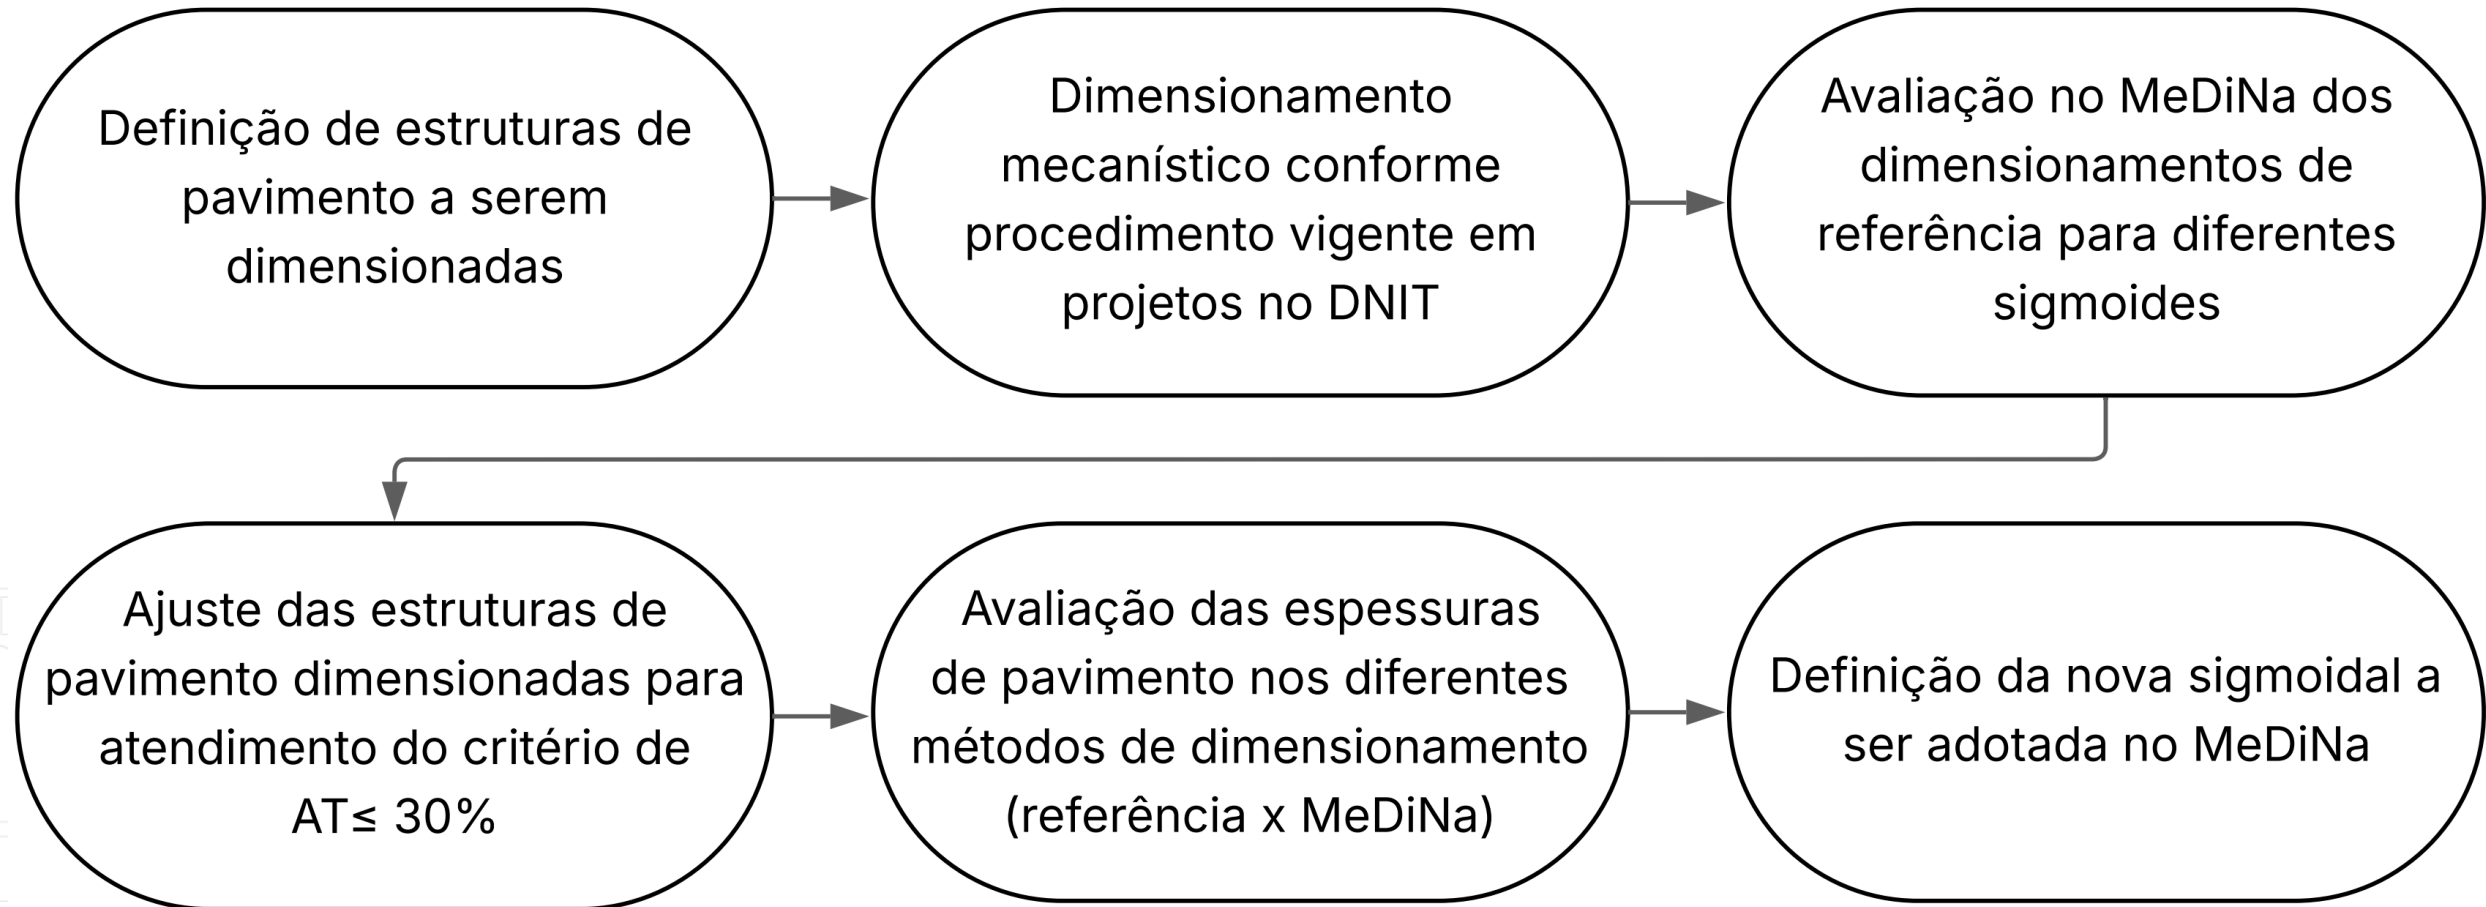 Definição de estruturas de
pavimento a serem
dimensionadas
Dimensionamento
mecanístico conforme
procedimento vigente em
projetos no DNIT
Avaliação no MeDiNa dos
dimensionamentos de
referência para diferentes
sigmoides
Ajuste das estruturas de
pavimento dimensionadas para
atendimento do critério de
AT≤ 30%
Avaliação das espessuras
de pavimento nos diferentes
métodos de dimensionamento
(referência x MeDiNa)
Definição da nova sigmoidal a
ser adotada no MeDiNa